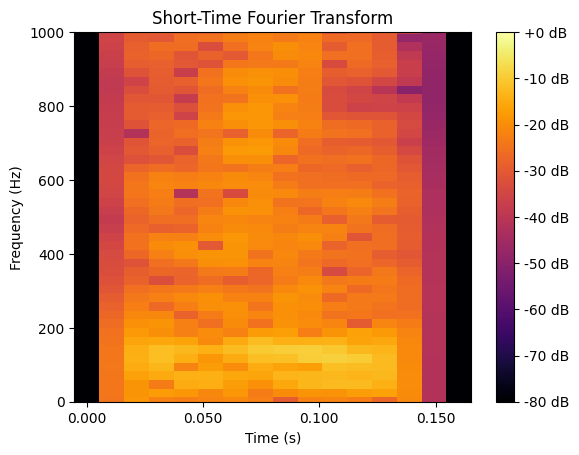 Short-Time Fourier Transform
1000
800
600
400
200
0
Frequency (Hz)
0.000
0.050
0.100
0.150
Time (s)
+0 dB
-10 dB
-20 dB
-30 dB
-40 dB
-50 dB
-60 dB
-70 dB
-80 dB